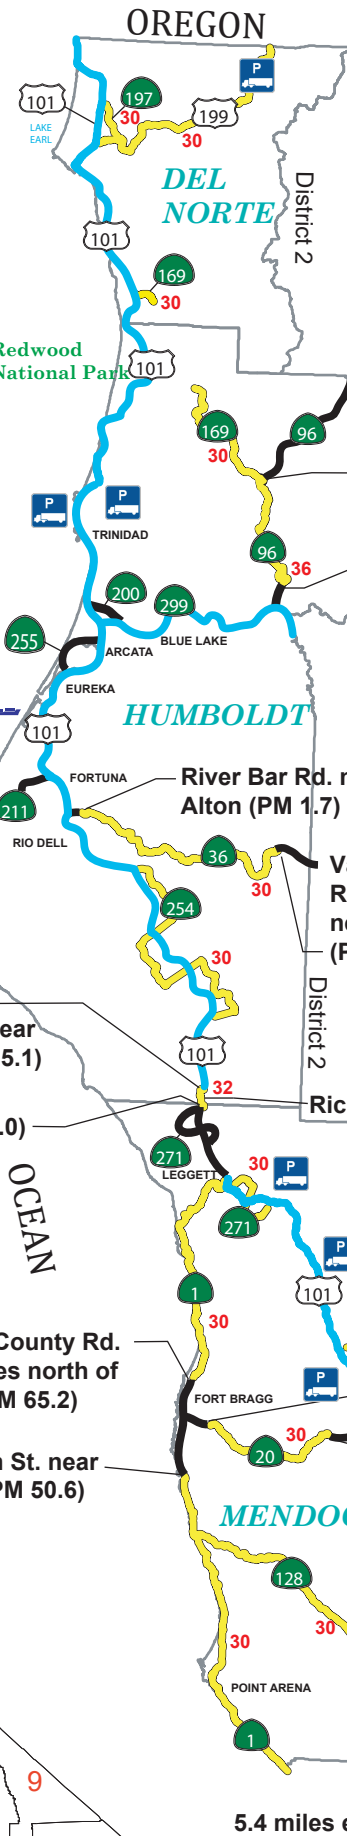 OREGON
P
101
197
199
30
30
LAKE
EARL
DEL
NORTE
District 2
101
169
30
Redwood
National Park
101
169
96
30
P
P
96
36
TRINIDAD
200
299
255
ARCATA
BLUE LAKE
EUREKA
HUMBOLDT
101
FORTUNA
River Bar Rd.
211
Alton (PM 1.7)
RIO DELL
36
30
254
30
District 2
101
5.1)
32
.0)
271
30
LEGGETT
P
271
OCEAN
P
101
1
30
County Rd.
es north of
P
M 65.2)
FORT BRAGG
30
St. near
20
PM 50.6)
128
30
30
POINT ARENA
1
9
5.4 miles